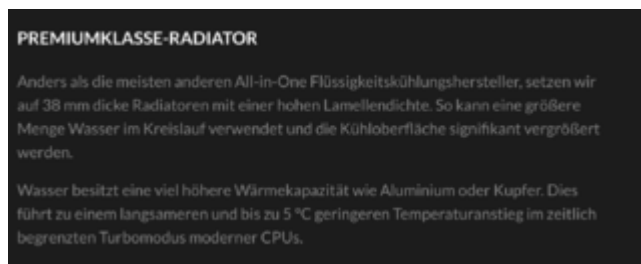 PREMIUMKLASSE-RADIATOR
Anders als die meisten anderen All-in-One Flüssigkeitskühlungshersteller, setzen wir
auf 38 mm dicke Radiatoren mit einer hohen Lamellendichte. So kann eine größere
Menge Wasser im Kreislauf verwendet und die Kühloberfläche signifikant vergrößert
werden.
Wasser besitzt eine viel höhere Wärmekapazität wie Aluminium oder Kupfer. Dies
führt zu einem langsameren und bis zu 5 °C geringeren Temperaturanstieg im zeitlich
begrenzten Turbomodus moderner CPUs.